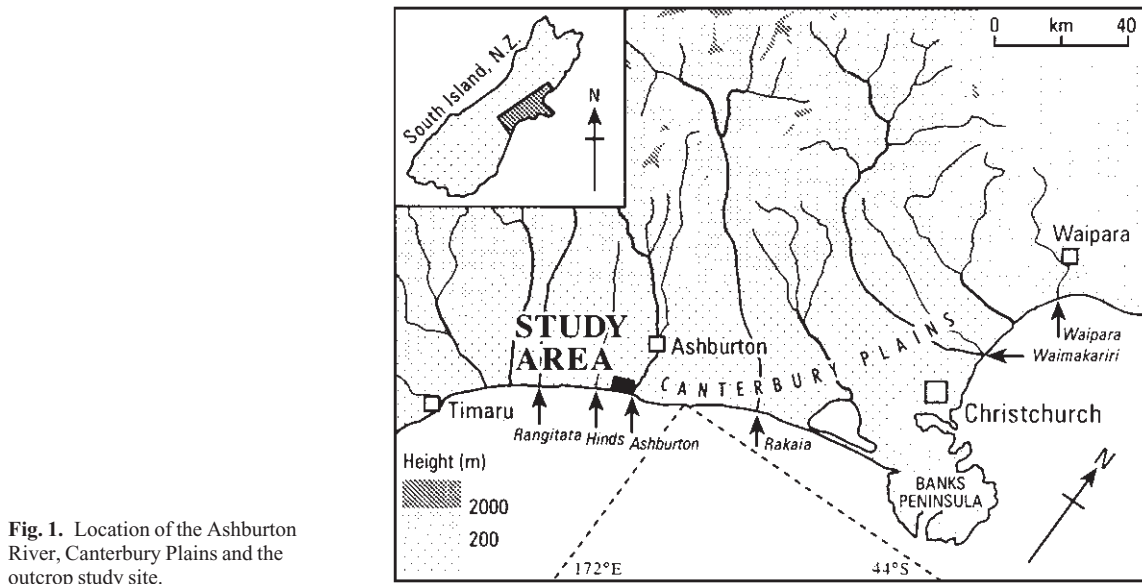 South Island, N.Z.
N
0 km 40
Waipara
STUDY
AREA
Ashburton
CANTERBURY PLAINS
Waipara
Waimakariri
Timaru
Christchurch
Rangitata Hinds Ashburton
Rakaia
Height (m)
2000
200
BANKS
PENINSULA
N
172°E 44°S
Fig. 1. Location of the Ashburton
River, Canterbury Plains and the
outcrop study site.